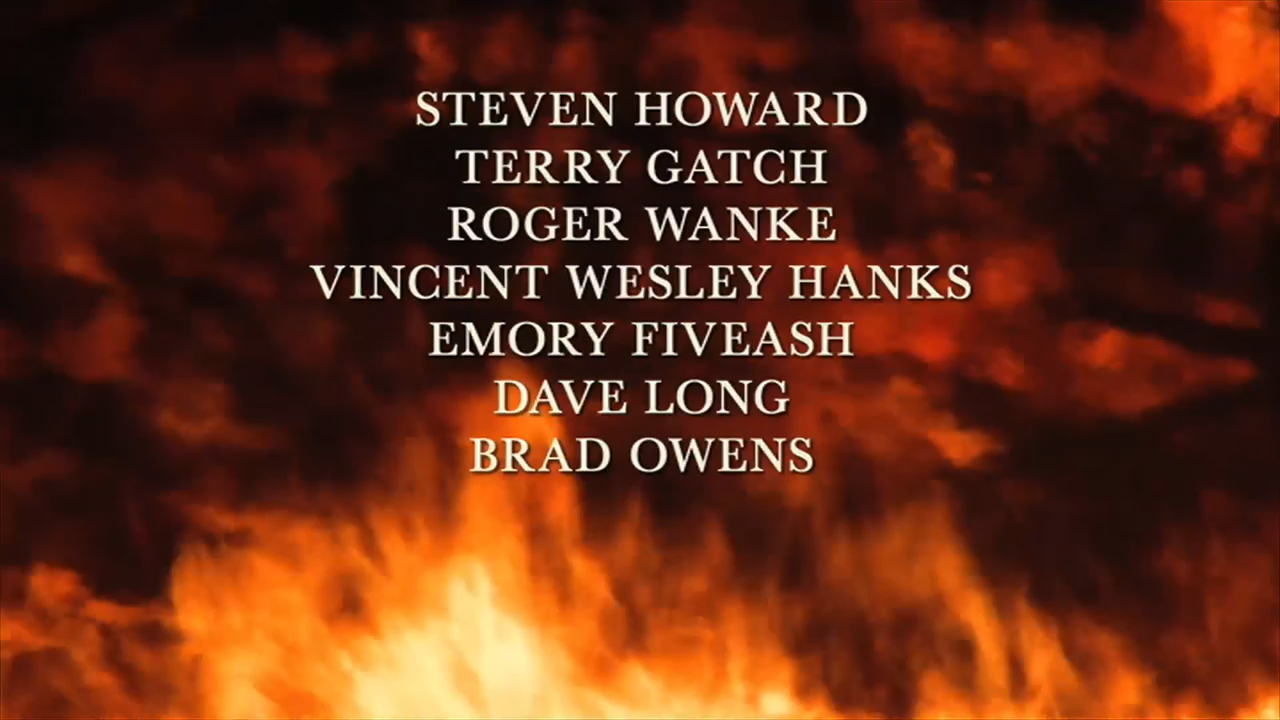 STEVEN HOWARD
TERRY GATCH
ROGER WANKE
VINCENT WESLEY HANKS
EMORY FIVEASH
DAVE LONG
BRAD OWENS